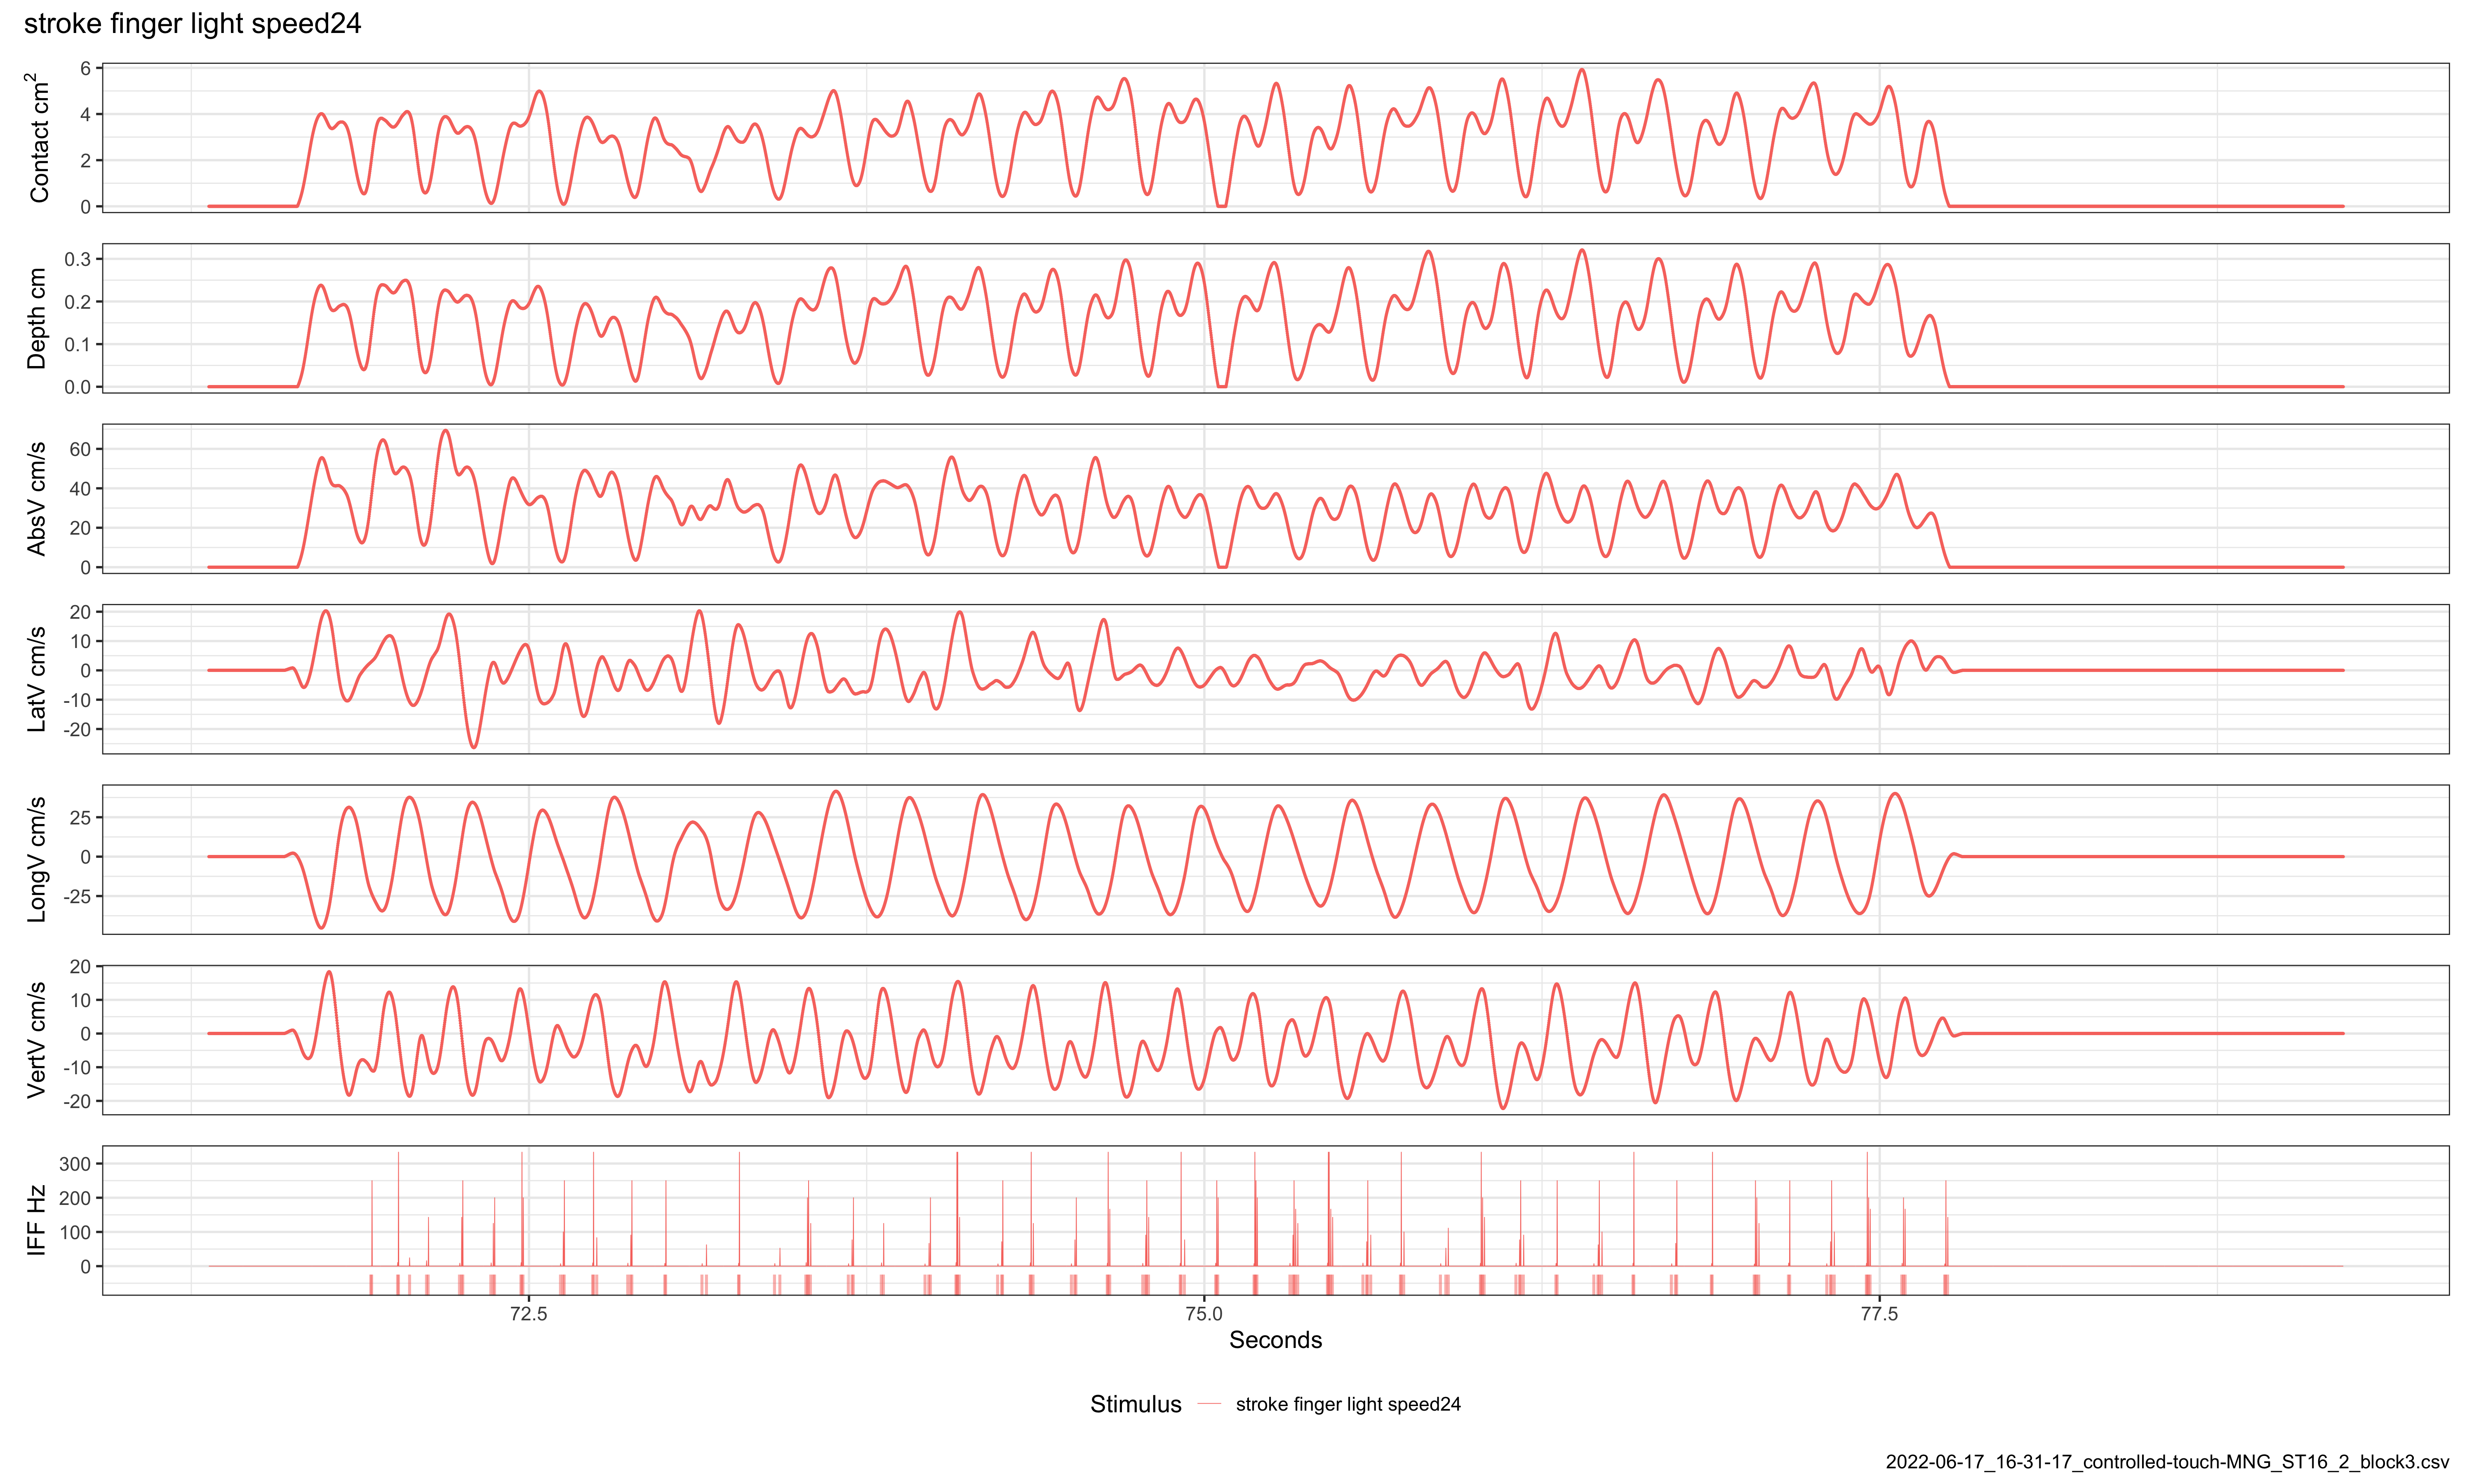 stroke finger light speed24
Contact cm²
6
4
2
0
Depth cm
0.3
0.2
0.1
0.0
AbsV cm/s
60
40
20
0
LatV cm/s
20
10
0
-10
-20
LongV cm/s
25
0
-25
VertV cm/s
20
10
0
-10
-20
IFF Hz
300
200
100
0
72.5 75.0 77.5
Seconds
Stimulus stroke finger light speed24
2022-06-17_16-31-17_controlled-touch-MNG_ST16_2_block3.csv